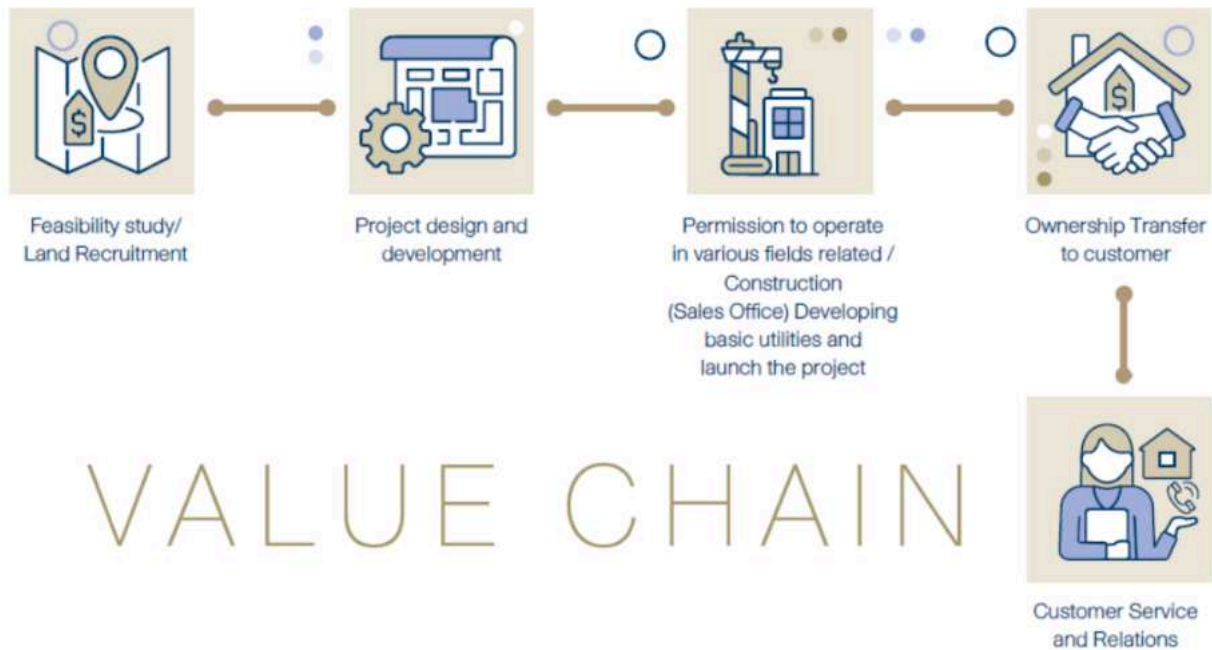 $
$
Feasibility study/
Land Recruitment
Project design and
development
Permission to operate
in various fields related /
Construction
(Sales Office) Developing
basic utilities and
launch the project
Ownership Transfer
to customer
VALUE CHAIN
Customer Service
and Relations